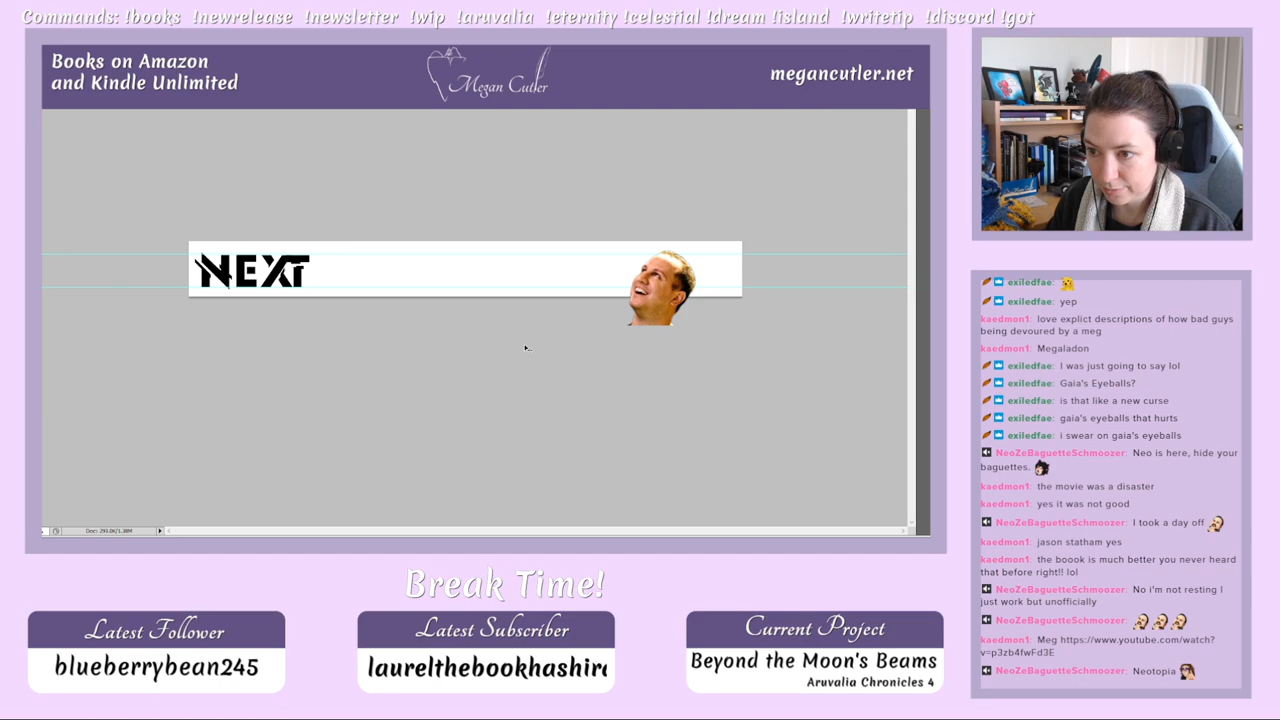 Commands: !books !newrelease !newsletter !wip !aruvalia !eternity !celestial !dream !island !writetip !discord !got
Books on Amazon
and Kindle Unlimited
Megan Cutler
megancutler.net
NEXT
Doc: 293.0K/1.38M
exiledfae:
exiledfae: yep
kaedmon1: love explict descriptions of how bad guys
being devoured by a meg
kaedmon1: Megaladon
exiledfae: I was just going to say lol
exiledfae: Gaia's Eyeballs?
exiledfae: is that like a new curse
exiledfae: gaia's eyeballs that hurts
exiledfae: i swear on gaia's eyeballs
NeoZeBaguetteSchmoozer: Neo is here, hide your
baguettes.
kaedmon1: the movie was a disaster
kaedmon1: yes it was not good
NeoZeBaguetteSchmoozer: I took a day off
kaedmon1: jason statham yes
kaedmon1: the boook is much better you never heard
that before right!! lol
NeoZeBaguetteSchmoozer: No i'm not resting I
just work but unofficially
NeoZeBaguetteSchmoozer:
kaedmon1: Meg https://www.youtube.com/watch?
v=p3zb4fwFd3E
NeoZeBaguetteSchmoozer: Neotopia
Break Time!
Latest Follower
blueberrybean245
Latest Subscriber
laurelthebookhashira
Current Project
Beyond the Moon's Beams
Aruvalia Chronicles 4